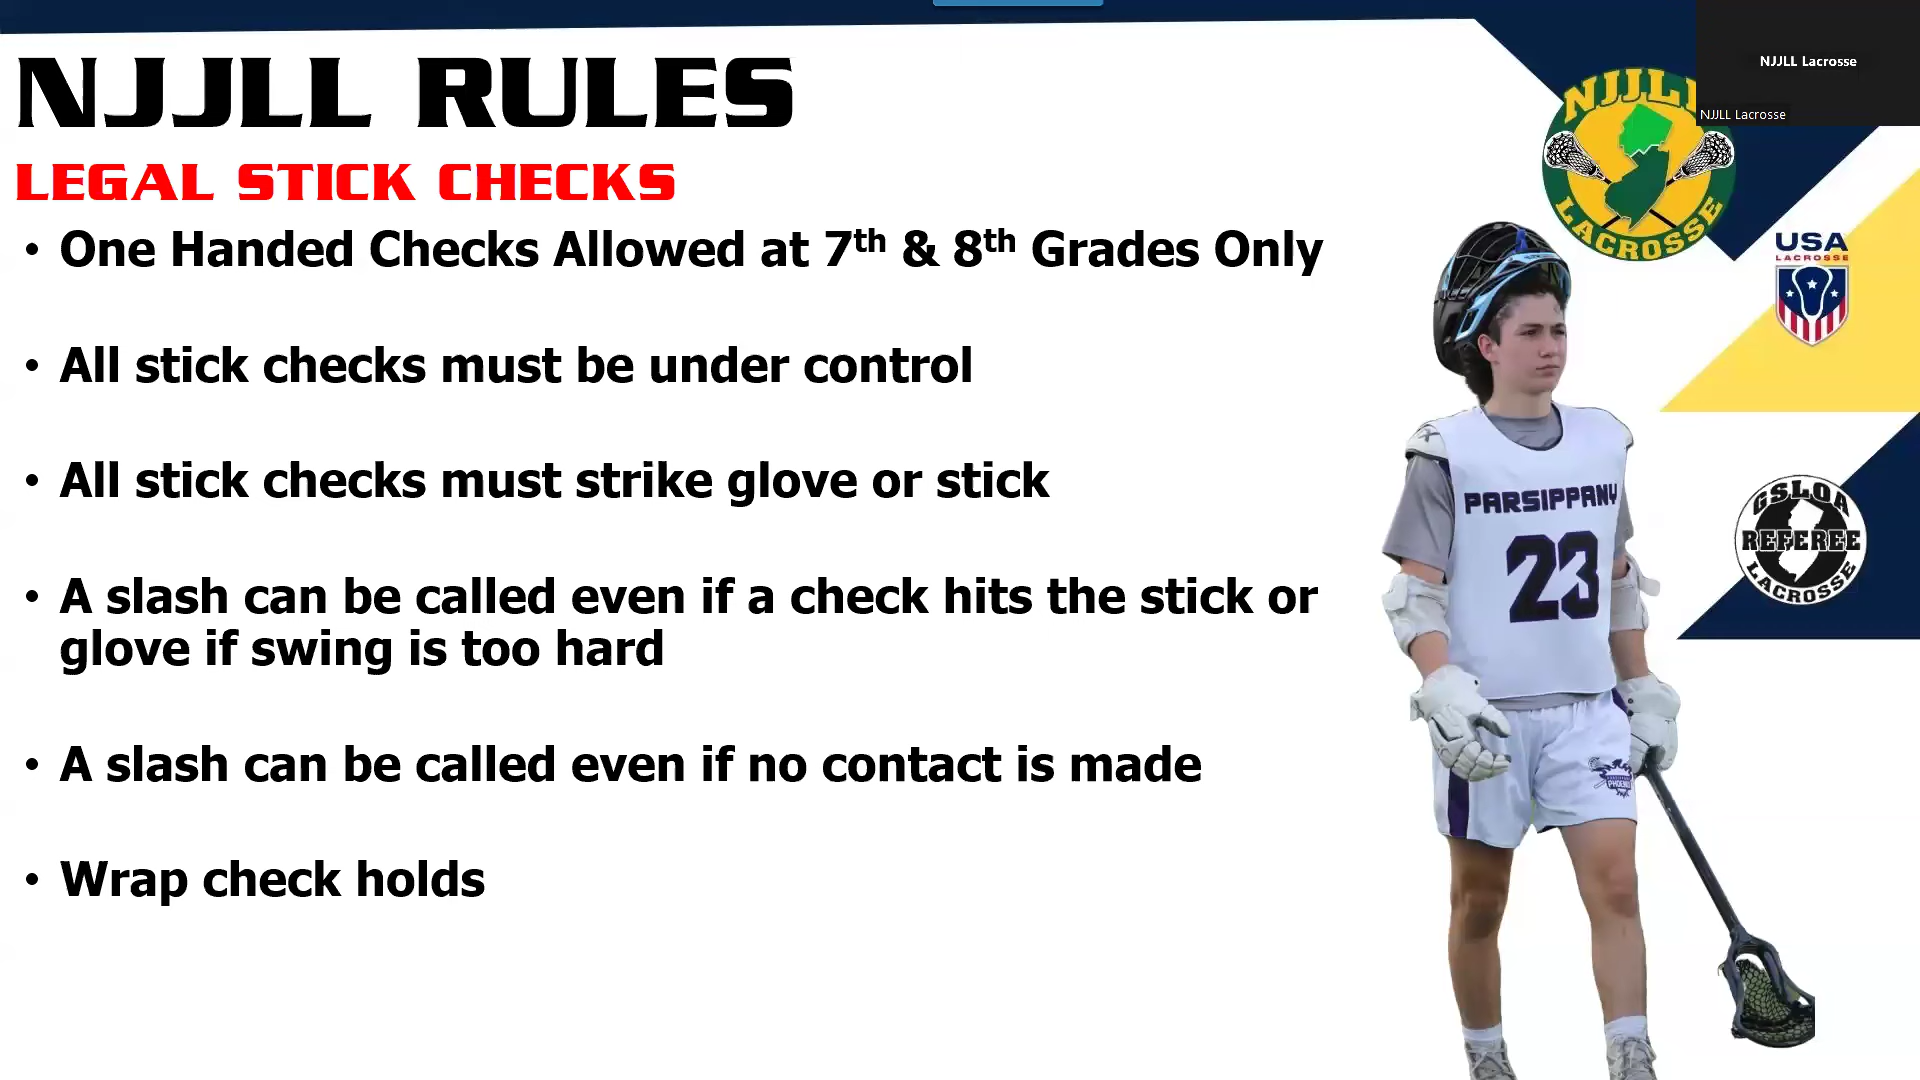 NJJLL RULES
LEGAL STICK CHECKS
• One Handed Checks Allowed at 7th & 8th Grades Only
• All stick checks must be under control
• All stick checks must strike glove or stick
• A slash can be called even if a check hits the stick or
glove if swing is too hard
• A slash can be called even if no contact is made
• Wrap check holds
NJJLL Lacrosse
NJJLL Lacrosse
NJJLL
LACROSSE
USA
LACROSSE
GSLOA
REFEREE
LACROSSE
PARSIPPANY
23
PHOENIX